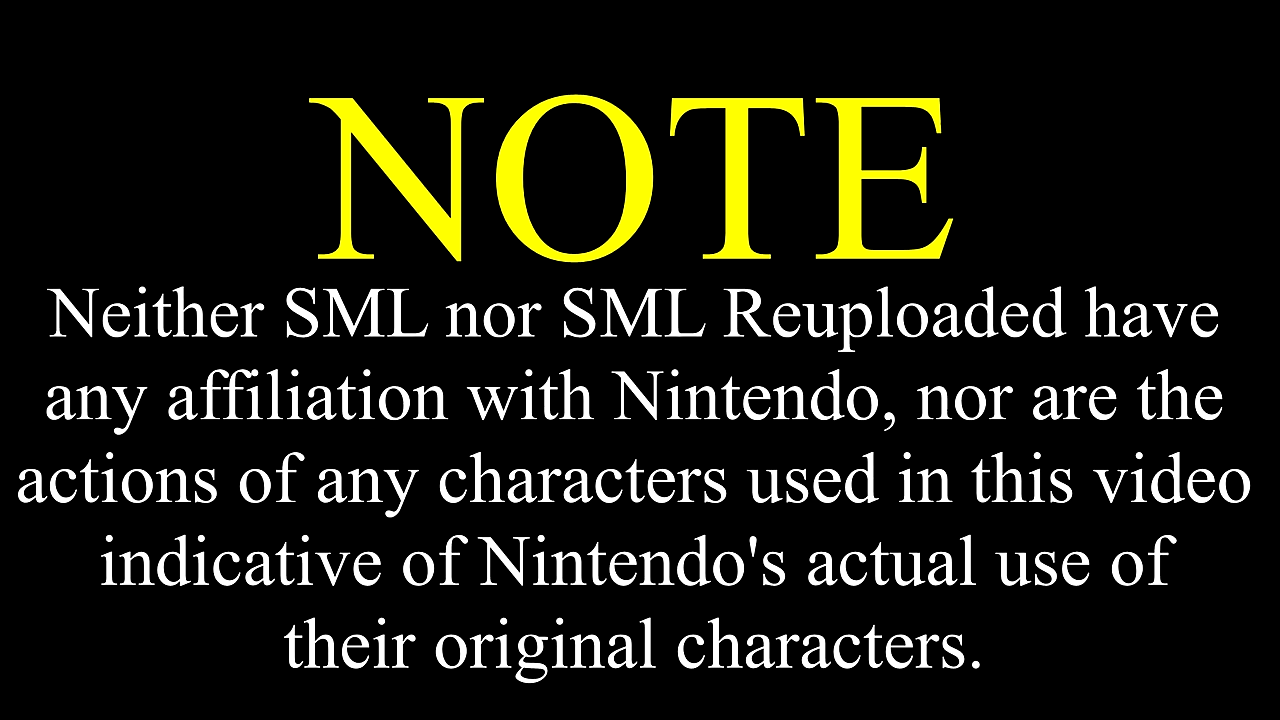 NOTE
Neither SML nor SML Reuploaded have
any affiliation with Nintendo, nor are the
actions of any characters used in this video
indicative of Nintendo's actual use of
their original characters.